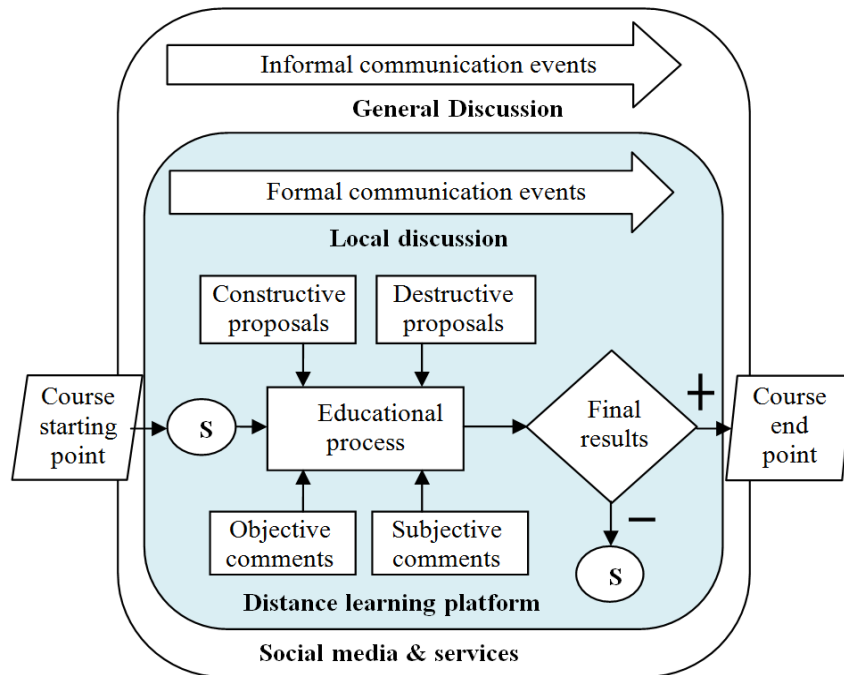 Informal communication events
General Discussion
Formal communication events
Local discussion
Constructive
proposals
Destructive
proposals
Course
starting
point
S
Educational
process
Final
results
+
Course
end
point
Objective
comments
Subjective
comments
−
S
Distance learning platform
Social media & services